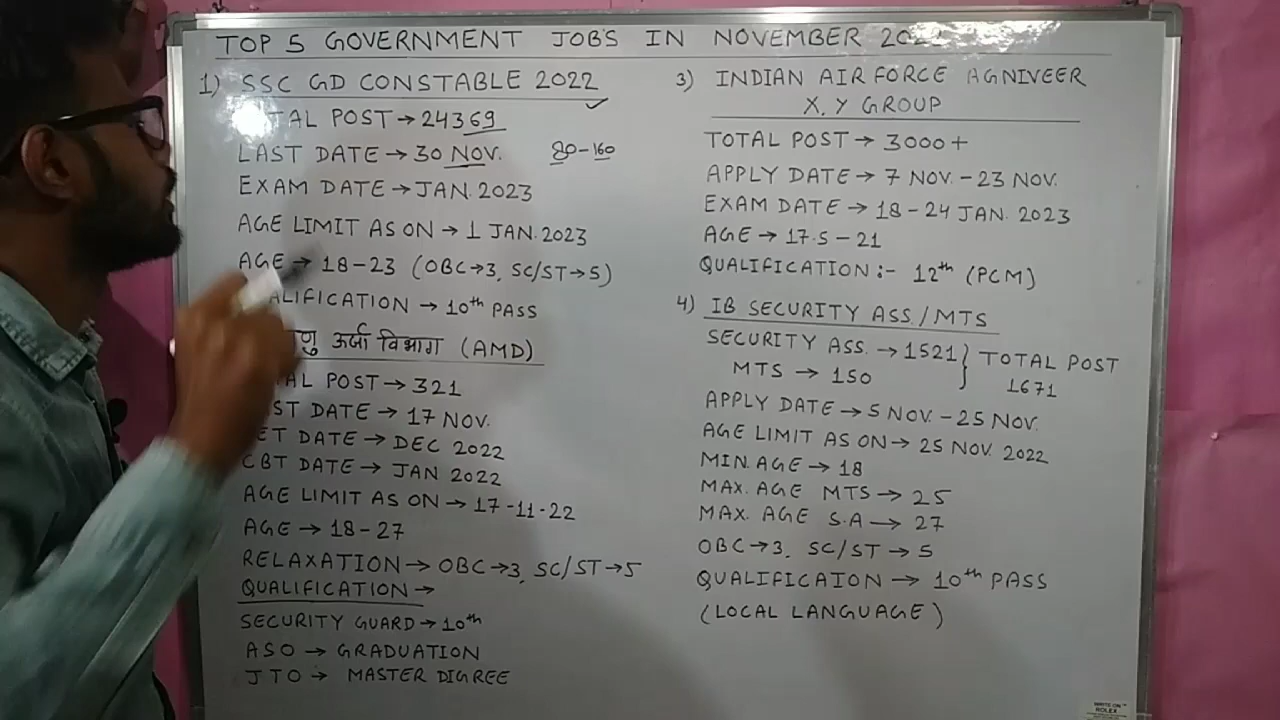 TOP 5 GOVERNMENT JOBS IN NOVEMBER
1) SSC GD CONSTABLE 2022
POST → 24369
LAST DATE → 30 NOV. 80-160
EXAM DATE → JAN. 2023
AGE LIMIT AS ON → 1 JAN. 2023
AGE → 18-23 (OBC→3, SC/ST→5)
→ 10th PASS
ऊर्जा विभाग (AMD)
POST → 321
DATE → 17 NOV.
DATE → DEC 2022
CBT DATE → JAN 2022
AGE LIMIT AS ON → 17-11-22
AGE → 18-27
RELAXATION → OBC→3, SC/ST→5
QUALIFICATION →
SECURITY GUARD → 10th
ASO → GRADUATION
JTO → MASTER DIGREE
3) INDIAN AIR FORCE AGNIVEER
X, Y GROUP
TOTAL POST → 3000+
APPLY DATE → 7 NOV. - 23 NOV.
EXAM DATE → 18-24 JAN. 2023
AGE → 17.5-21
QUALIFICATION :- 12th (PCM)
4) IB SECURITY ASS./MTS
SECURITY ASS. → 1521 } TOTAL POST
MTS → 150 1671
APPLY DATE → 5 NOV. - 25 NOV.
AGE LIMIT AS ON → 25 NOV. 2022
MIN. AGE → 18
MAX. AGE MTS → 25
MAX. AGE S.A → 27
OBC→3, SC/ST → 5
QUALIFICAITON → 10th PASS
(LOCAL LANGUAGE)
WRITE ON
ROLEX